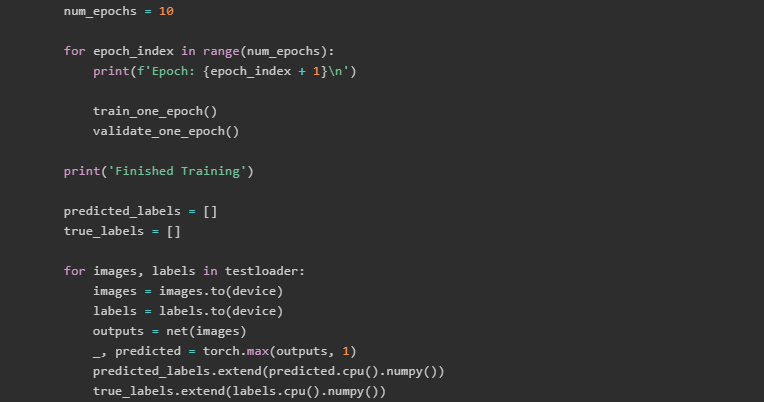 num_epochs = 10
for epoch_index in range(num_epochs):
print(f'Epoch: {epoch_index + 1}\n')
train_one_epoch()
validate_one_epoch()
print('Finished Training')
predicted_labels = []
true_labels = []
for images, labels in testloader:
images = images.to(device)
labels = labels.to(device)
outputs = net(images)
_, predicted = torch.max(outputs, 1)
predicted_labels.extend(predicted.cpu().numpy())
true_labels.extend(labels.cpu().numpy())